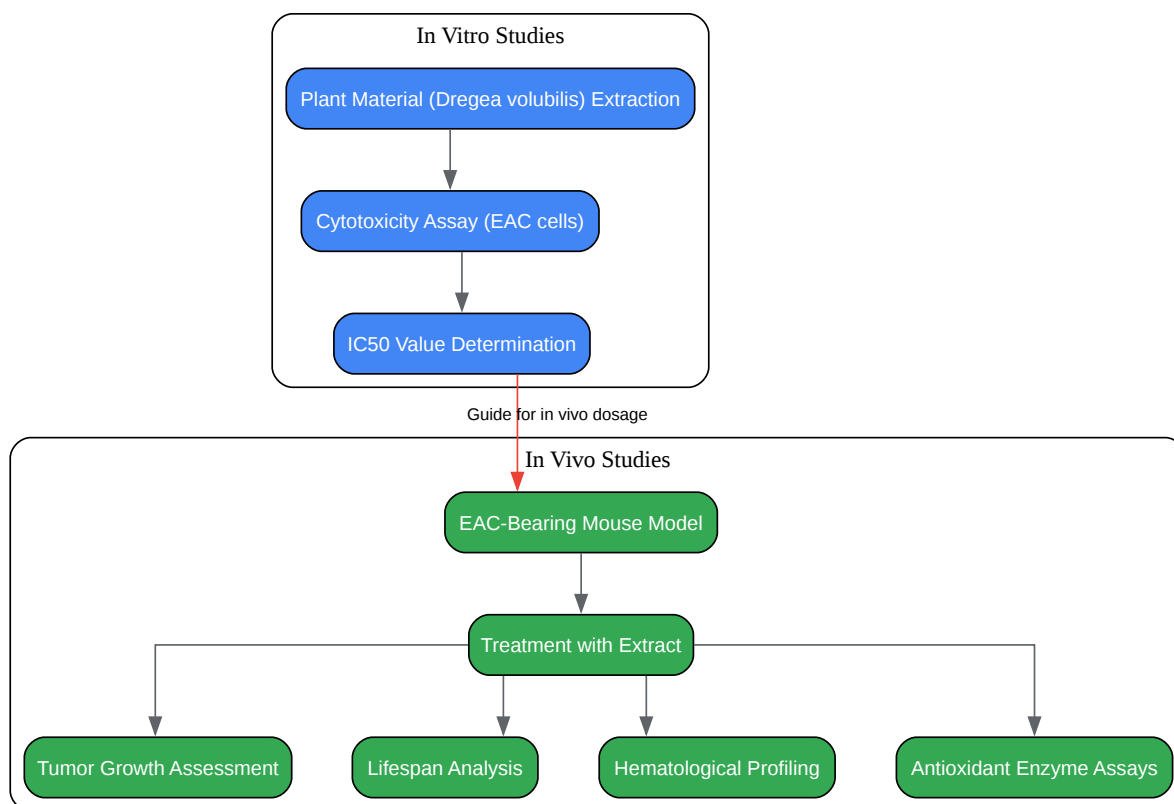 In Vitro Studies
Plant Material (Dregea volubilis) Extraction
Cytotoxicity Assay (EAC cells)
IC50 Value Determination
Guide for in vivo dosage
In Vivo Studies
EAC-Bearing Mouse Model
Treatment with Extract
Tumor Growth Assessment
Lifespan Analysis
Hematological Profiling
Antioxidant Enzyme Assays